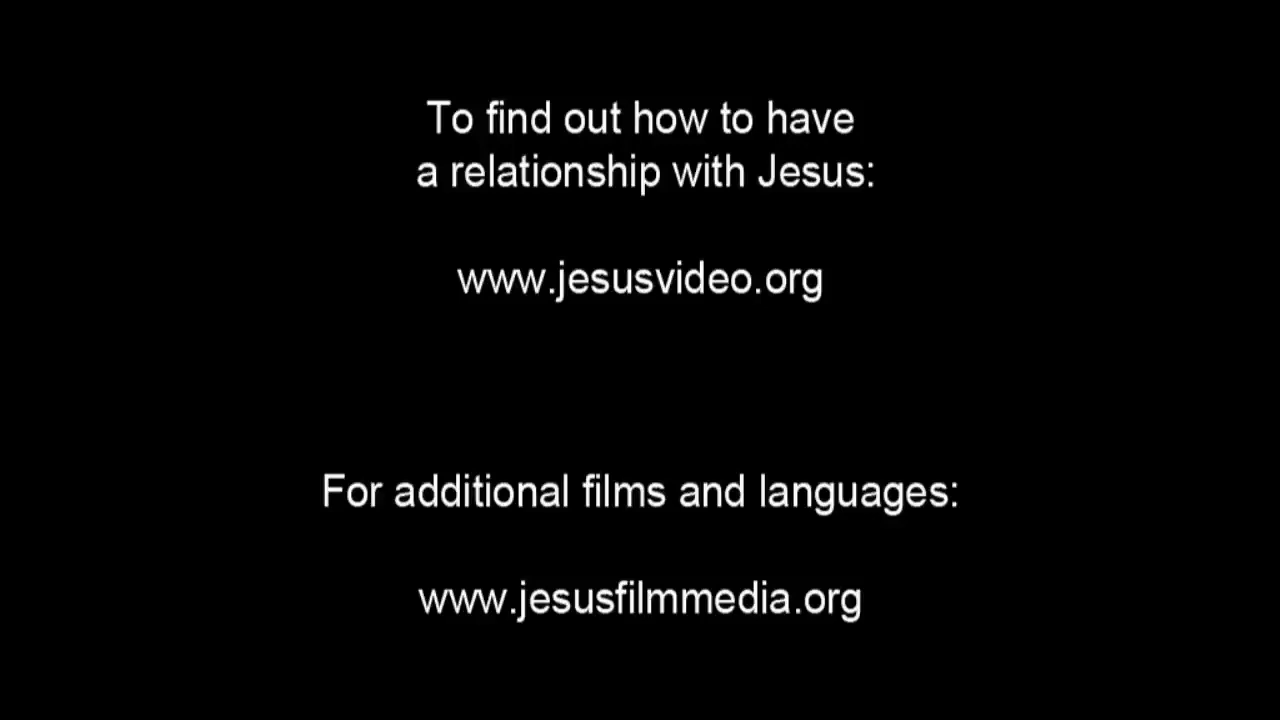 To find out how to have
a relationship with Jesus:
www.jesusvideo.org
For additional films and languages:
www.jesusfilmmedia.org